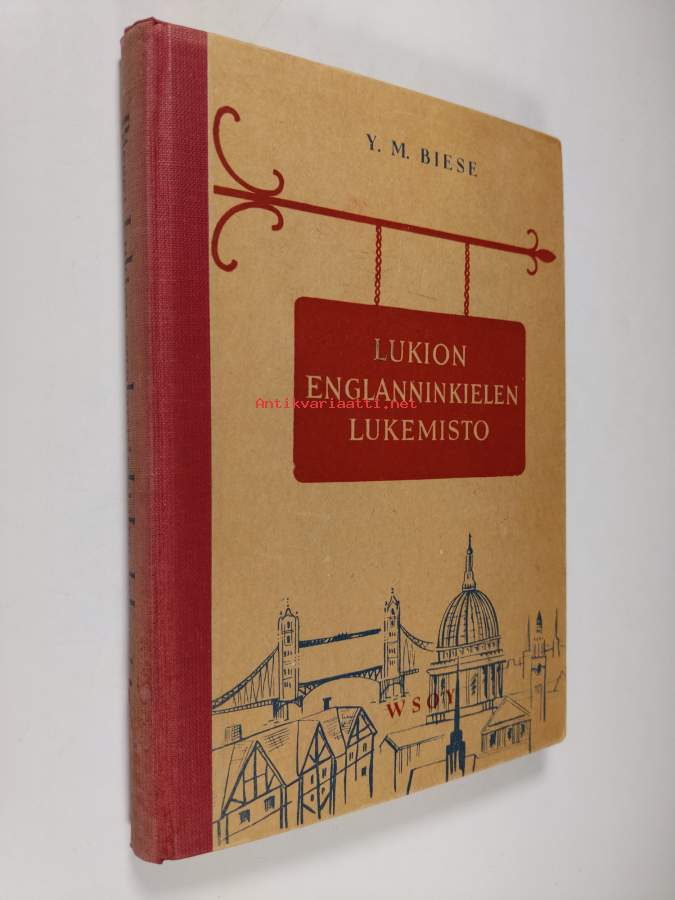 Y. M. BIESE
LUKION
ENGLANNINKIELEN
Antikvariaatti.net
LUKEMISTO
WSOY